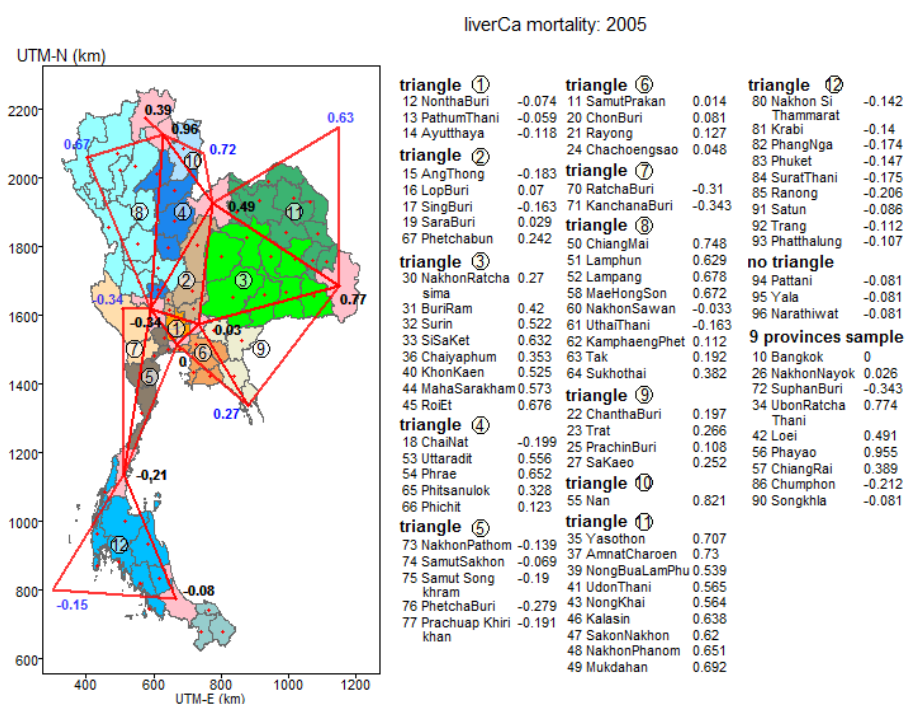 liverCa mortality: 2005
UTM-N (km)
2200
2000
1800
1600
1400
1200
1000
800
600
400 600 800 1000 1200
UTM-E (km)
0.39
0.96
0.67
0.72
0.63
⑩
0.49
⑪
⑧
④
②
③
0.77
-0.34
-0.34
①
-0.03
⑦
⑥
⑨
0
⑤
0.27
-0,21
⑫
-0.15
-0.08
triangle ①
12 NonthaBuri -0.074
13 PathumThani -0.059
14 Ayutthaya -0.118
triangle ②
15 AngThong -0.183
16 LopBuri 0.07
17 SingBuri -0.163
19 SaraBuri 0.029
67 Phetchabun 0.242
triangle ③
30 NakhonRatcha 0.27
sima
31 BuriRam 0.42
32 Surin 0.522
33 SiSaKet 0.632
36 Chaiyaphum 0.353
40 KhonKaen 0.525
44 MahaSarakham 0.573
45 RoiEt 0.676
triangle ④
18 ChaiNat -0.199
53 Uttaradit 0.556
54 Phrae 0.652
65 Phitsanulok 0.328
66 Phichit 0.123
triangle ⑤
73 NakhonPathom -0.139
74 SamutSakhon -0.069
75 Samut Song -0.19
khram
76 PhetchaBuri -0.279
77 Prachuap Khiri -0.191
khan
triangle ⑥
11 SamutPrakan 0.014
20 ChonBuri 0.081
21 Rayong 0.127
24 Chachoengsao 0.048
triangle ⑦
70 RatchaBuri -0.31
71 KanchanaBuri -0.343
triangle ⑧
50 ChiangMai 0.748
51 Lamphun 0.629
52 Lampang 0.678
58 MaeHongSon 0.672
60 NakhonSawan -0.033
61 UthaiThani -0.163
62 KamphaengPhet 0.112
63 Tak 0.192
64 Sukhothai 0.382
triangle ⑨
22 ChanthaBuri 0.197
23 Trat 0.266
25 PrachinBuri 0.108
27 SaKaeo 0.252
triangle ⑩
55 Nan 0.821
triangle ⑪
35 Yasothon 0.707
37 AmnatCharoen 0.73
39 NongBuaLamPhu 0.539
41 UdonThani 0.565
43 NongKhai 0.564
46 Kalasin 0.638
47 SakonNakhon 0.62
48 NakhonPhanom 0.651
49 Mukdahan 0.692
triangle ⑫
80 Nakhon Si -0.142
Thammarat
81 Krabi -0.14
82 PhangNga -0.174
83 Phuket -0.147
84 SuratThani -0.175
85 Ranong -0.206
91 Satun -0.086
92 Trang -0.112
93 Phatthalung -0.107
no triangle
94 Pattani -0.081
95 Yala -0.081
96 Narathiwat -0.081
9 provinces sample
10 Bangkok 0
26 NakhonNayok 0.026
72 SuphanBuri -0.343
34 UbonRatcha 0.774
Thani
42 Loei 0.491
56 Phayao 0.955
57 ChiangRai 0.389
86 Chumphon -0.212
90 Songkhla -0.081